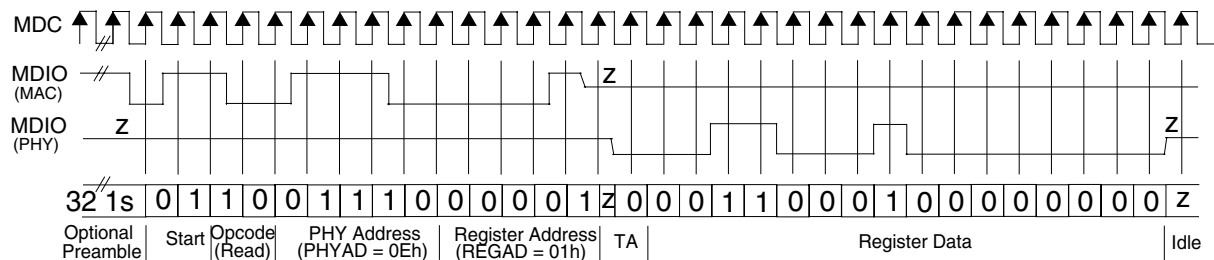 MDC
MDIO
(MAC)
z
MDIO
(PHY)
z
z
32 1s 0 1 1 0 0 1 1 1 0 0 0 0 0 1 z 0 0 0 1 1 0 0 0 1 0 0 0 0 0 0 0 0 z
Optional
Preamble
Start
Opcode
(Read)
PHY Address
(PHYAD = 0Eh)
Register Address
(REGAD = 01h)
TA
Register Data
Idle